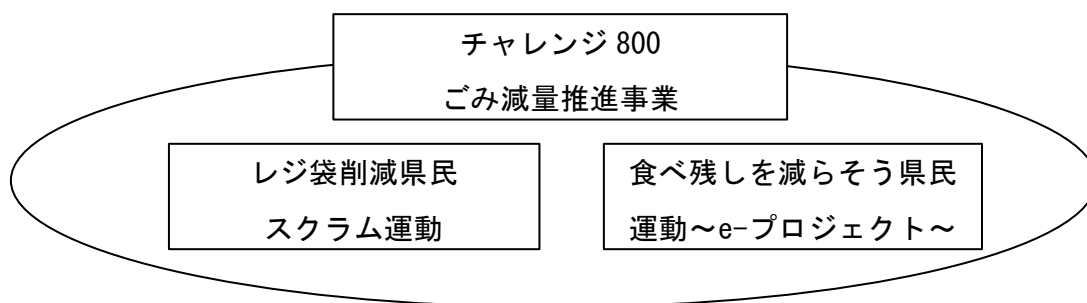 チャレンジ800
ごみ減量推進事業
レジ袋削減県民
スクラム運動
食べ残しを減らそう県民
運動～e-プロジェクト～